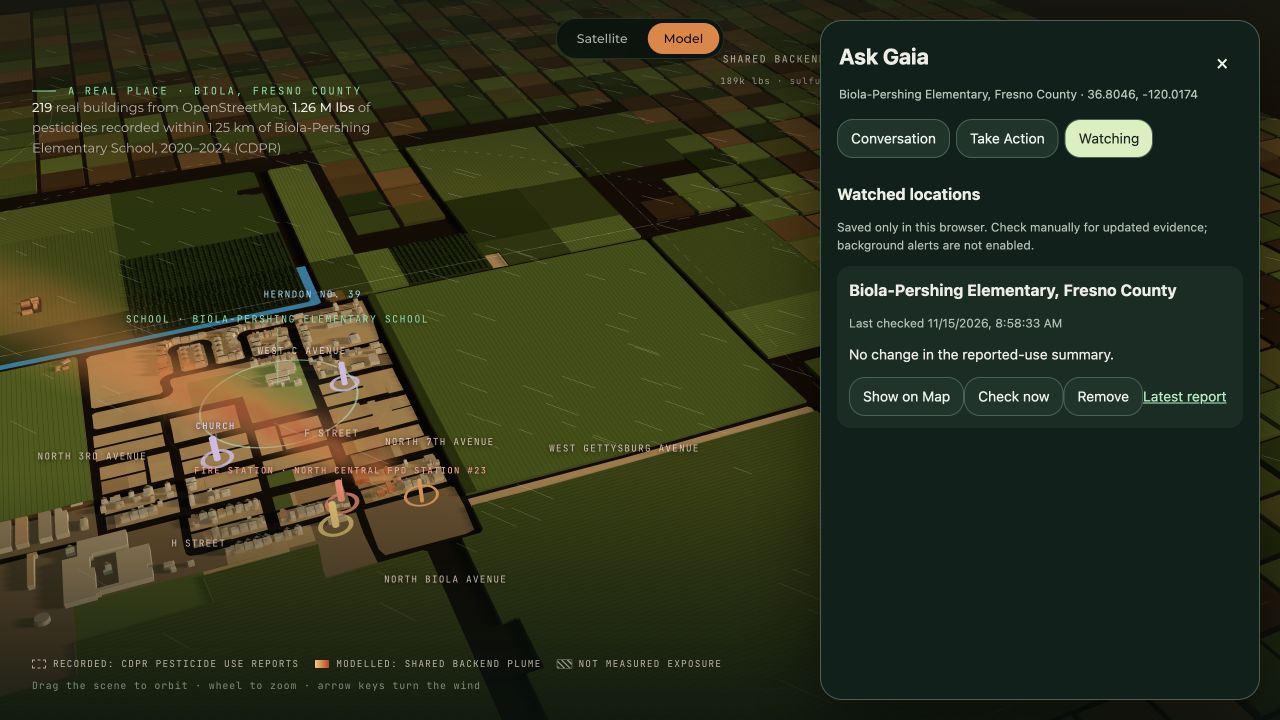 Satellite Model
SHARED BACKEN
189k lbs · sulfu
A REAL PLACE · BIOLA, FRESNO COUNTY
219 real buildings from OpenStreetMap. 1.26 M lbs of
pesticides recorded within 1.25 km of Biola-Pershing
Elementary School, 2020–2024 (CDPR)
HERNDON NO. 39
SCHOOL · BIOLA-PERSHING ELEMENTARY SCHOOL
WEST C AVENUE
CHURCH
F STREET
NORTH 7TH AVENUE
WEST GETTYSBURG AVENUE
NORTH 3RD AVENUE
FIRE STATION · NORTH CENTRAL FPD STATION #23
H STREET
NORTH BIOLA AVENUE
RECORDED: CDPR PESTICIDE USE REPORTS MODELLED: SHARED BACKEND PLUME NOT MEASURED EXPOSURE
Drag the scene to orbit · wheel to zoom · arrow keys turn the wind
Ask Gaia
×
Biola-Pershing Elementary, Fresno County · 36.8046, -120.0174
Conversation Take Action Watching
Watched locations
Saved only in this browser. Check manually for updated evidence;
background alerts are not enabled.
Biola-Pershing Elementary, Fresno County
Last checked 11/15/2026, 8:58:33 AM
No change in the reported-use summary.
Show on Map Check now Remove Latest report